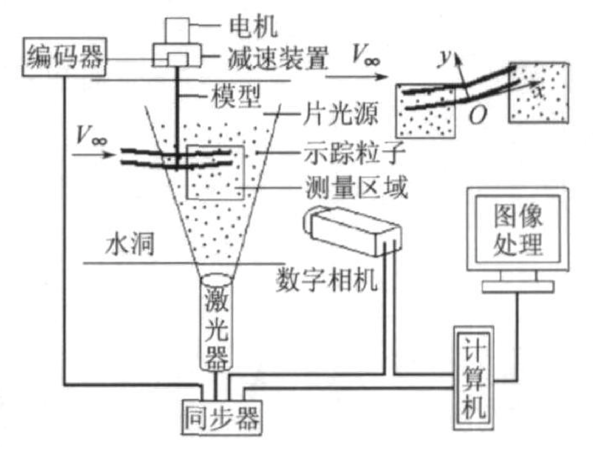 电机
编码器
减速装置
V∞
y
模型
片光源
x
O
V∞
示踪粒子
测量区域
图像
处理
水洞
数字相机
激
光
器
计
算
机
同步器